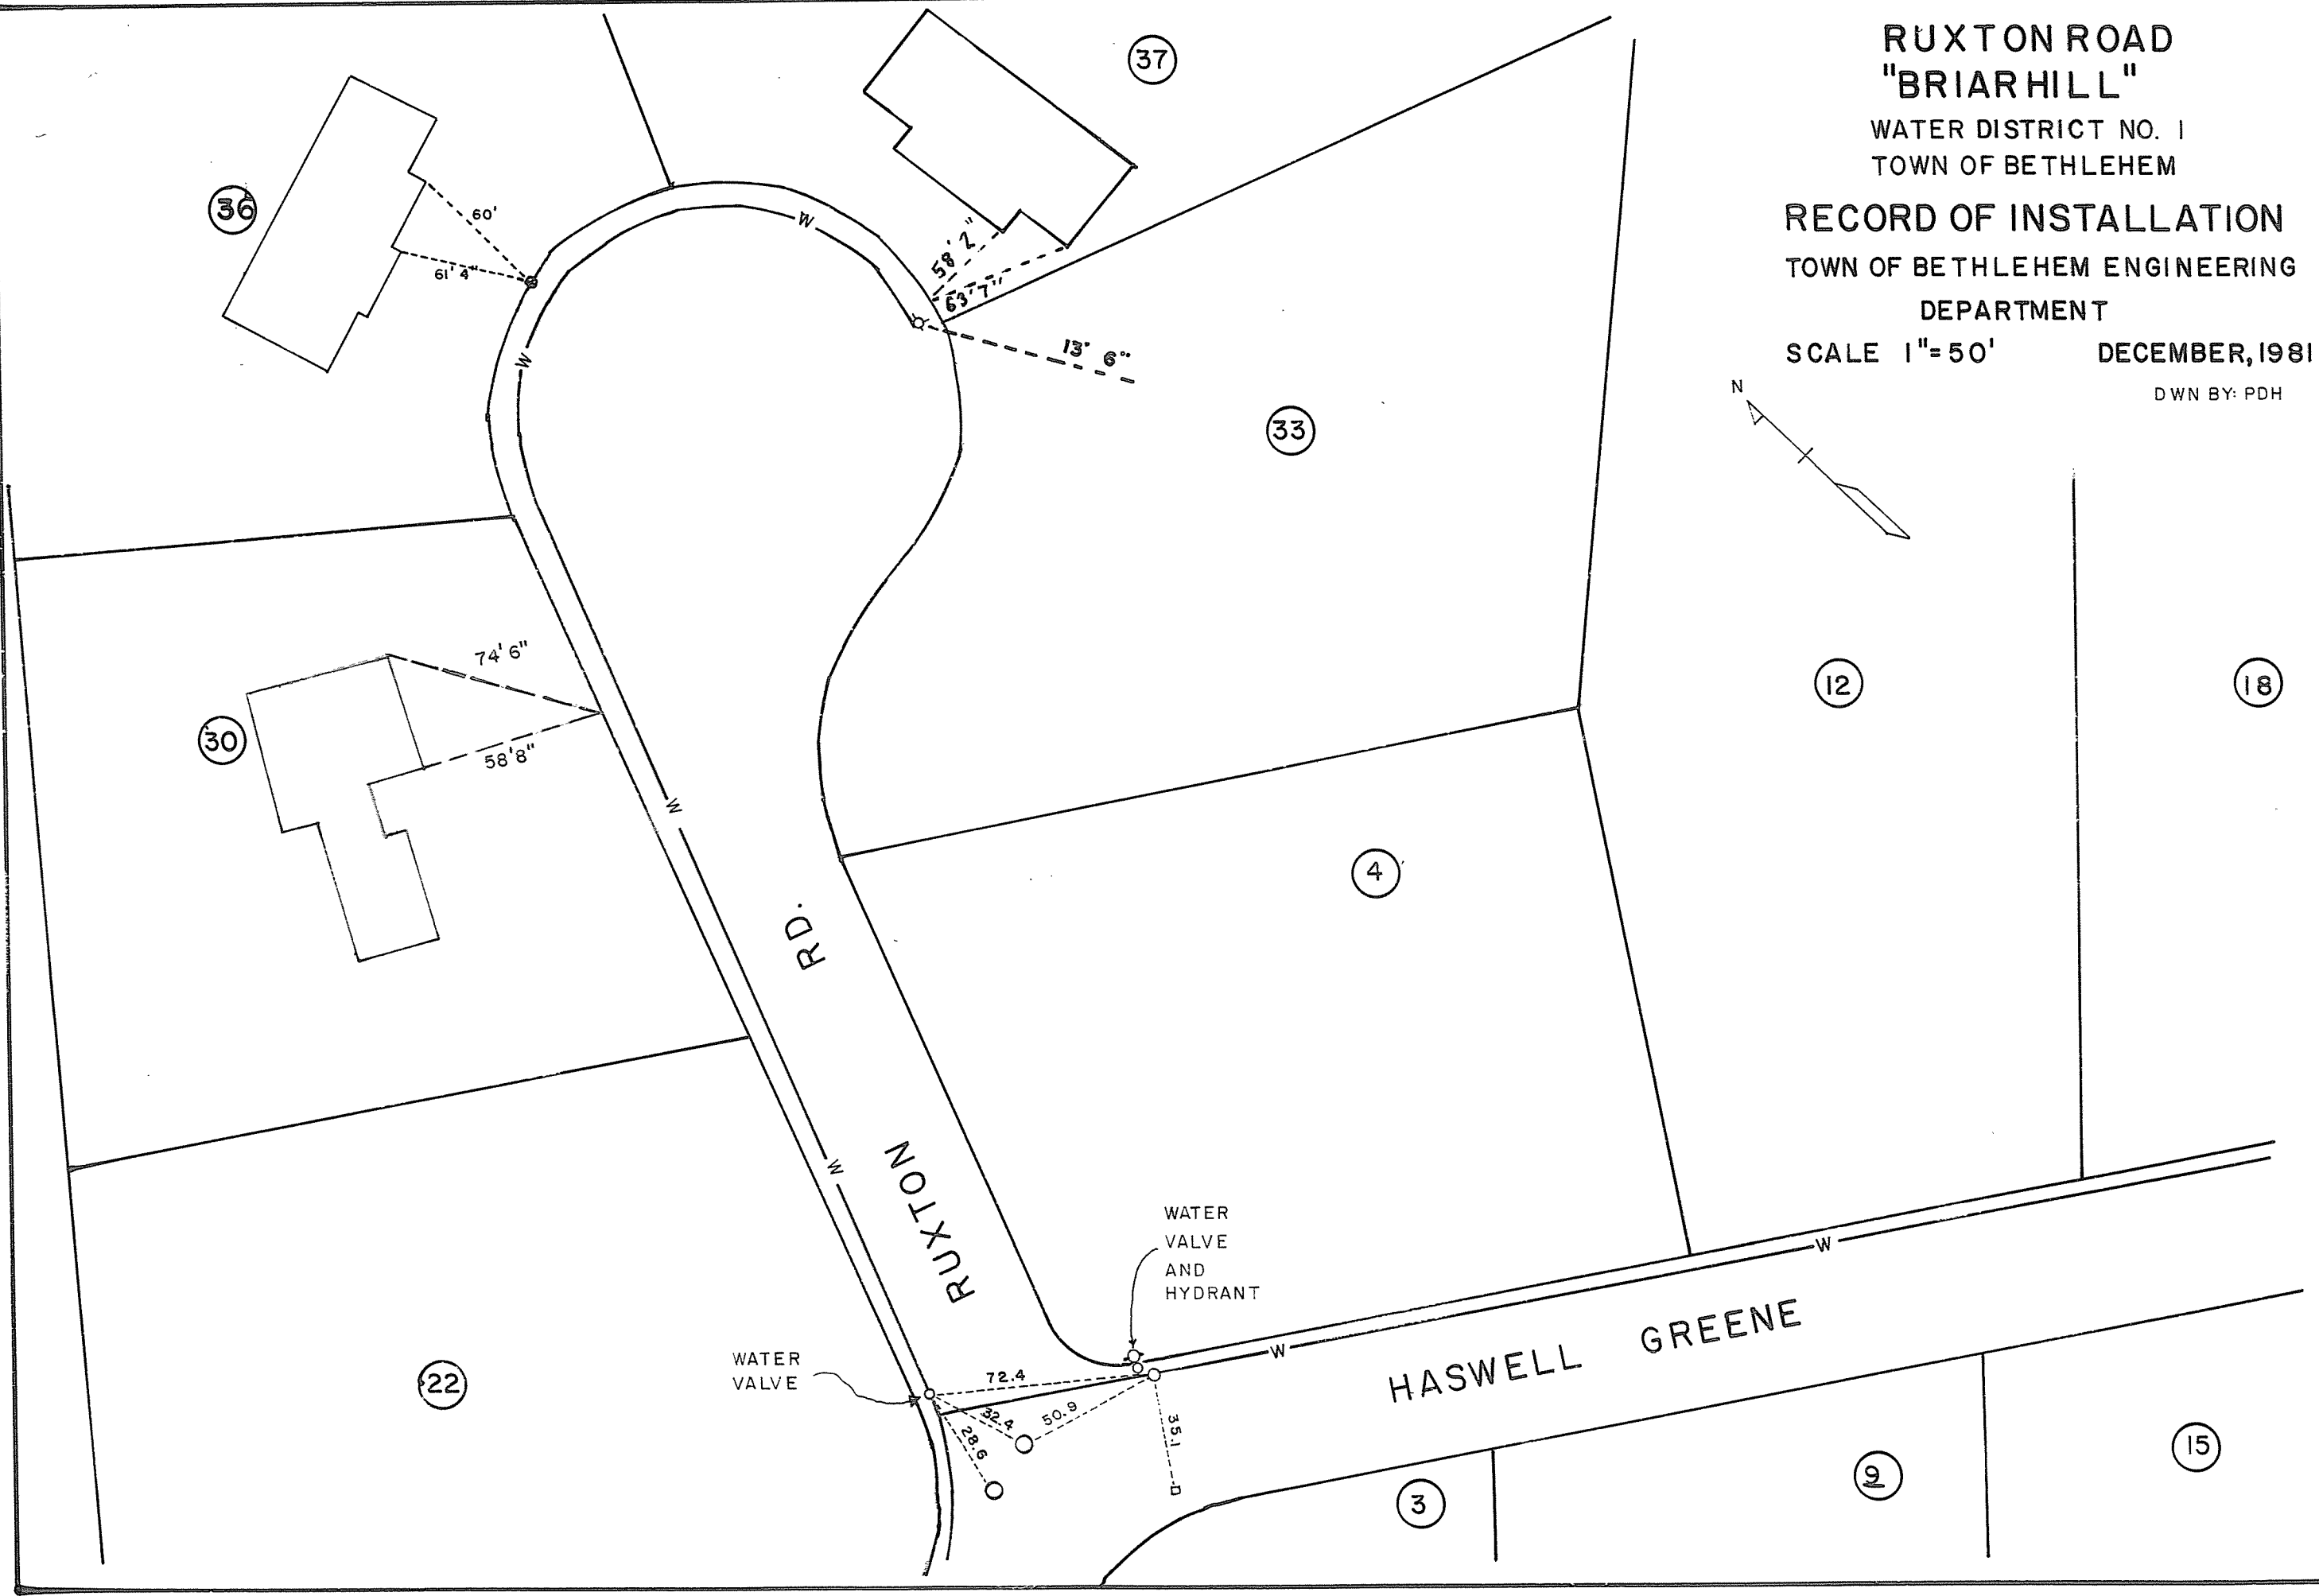 RUXTON ROAD
"BRIARHILL"
WATER DISTRICT NO. 1
TOWN OF BETHLEHEM
RECORD OF INSTALLATION
TOWN OF BETHLEHEM ENGINEERING
DEPARTMENT
SCALE 1"=50' DECEMBER, 1981
DWN BY: PDH
N
37
36
60'
61' 4"
W
58' 2"
63' 7"
13' 6"
W
33
12
18
74' 6"
30
58' 8"
W
4
RUXTON RD.
W
WATER
VALVE
AND
HYDRANT
W
HASWELL GREENE
W
WATER
VALVE
22
72.4
32.4
50.9
28.6
35.1
3
9
15